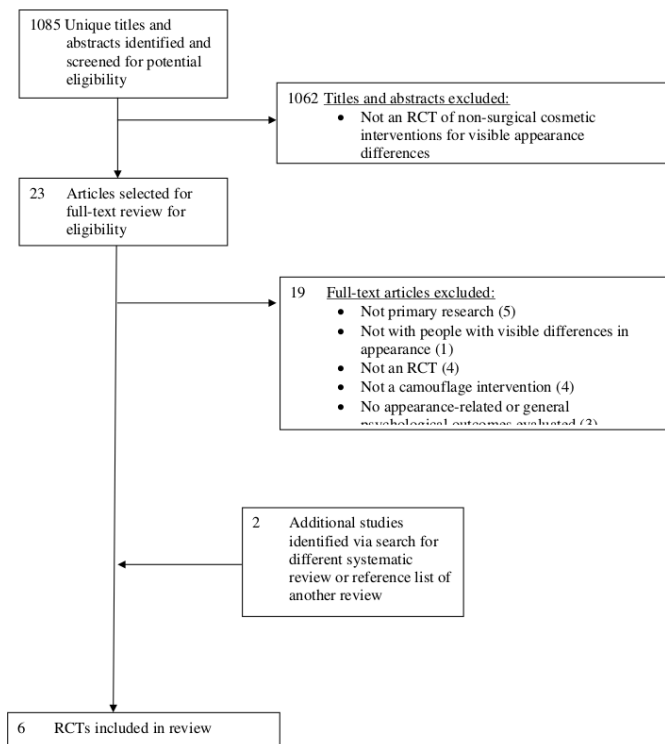 1085 Unique titles and
abstracts identified and
screened for potential
eligibility
1062 Titles and abstracts excluded:
• Not an RCT of non-surgical cosmetic
interventions for visible appearance
differences
23 Articles selected for
full-text review for
eligibility
19 Full-text articles excluded:
• Not primary research (5)
• Not with people with visible differences in
appearance (1)
• Not an RCT (4)
• Not a camouflage intervention (4)
• No appearance-related or general
psychological outcomes evaluated (3)
2 Additional studies
identified via search for
different systematic
review or reference list of
another review
6 RCTs included in review